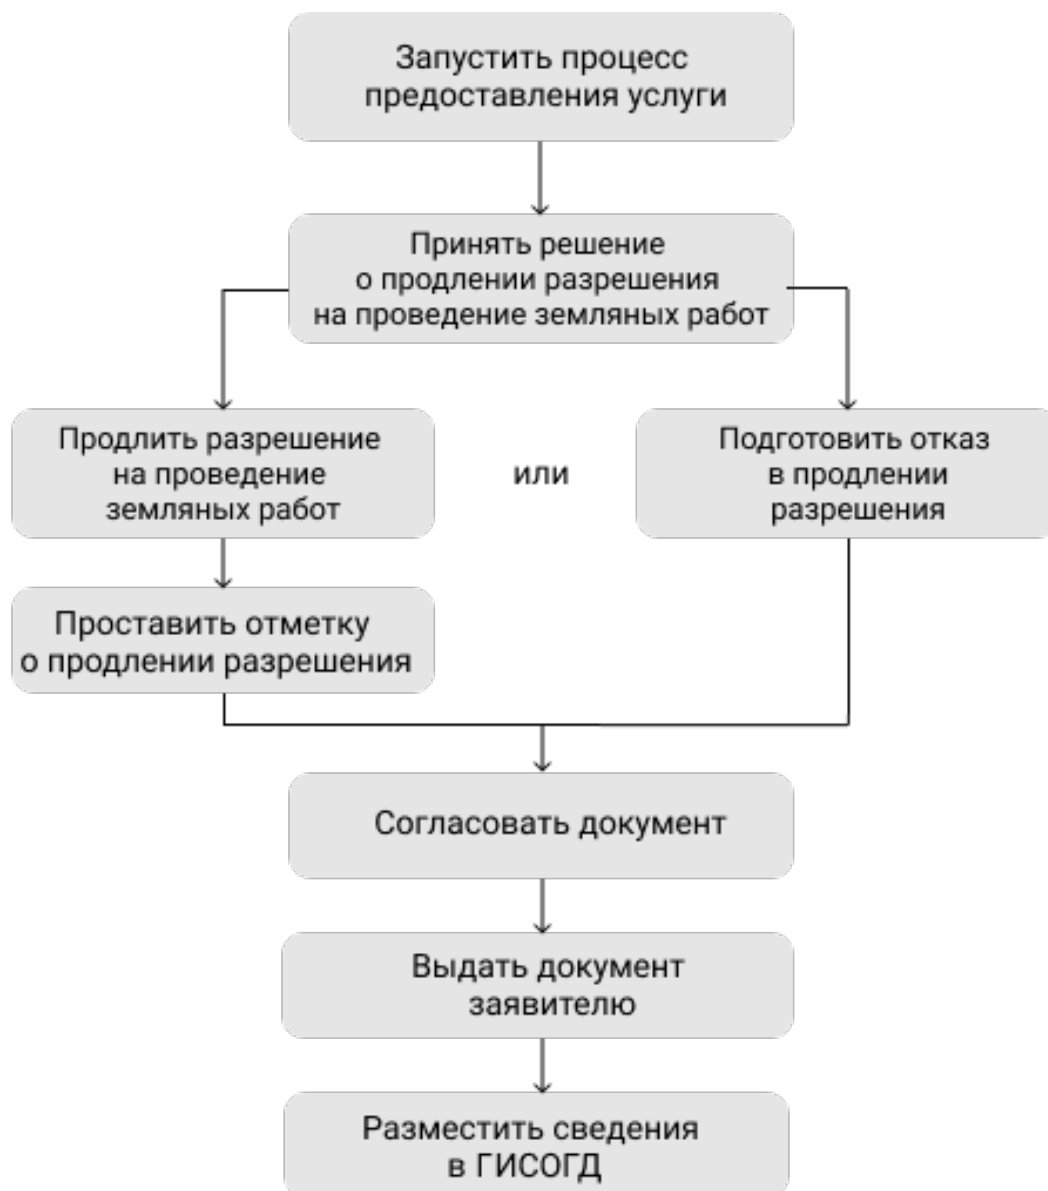 Запустить процесс
предоставления услуги
Принять решение
о продлении разрешения
на проведение земляных работ
Продлить разрешение
на проведение
земляных работ
или
Подготовить отказ
в продлении
разрешения
Проставить отметку
о продлении разрешения
Согласовать документ
Выдать документ
заявителю
Разместить сведения
в ГИСОГД